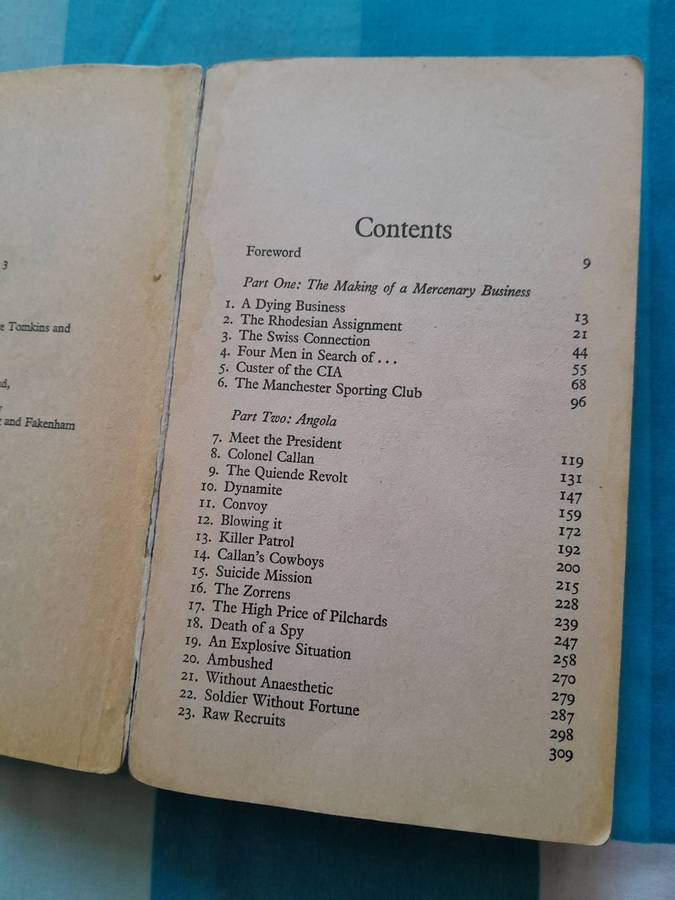 3
Tomkins and
and Fakenham
Contents
Foreword 9
Part One: The Making of a Mercenary Business
1. A Dying Business 13
2. The Rhodesian Assignment 21
3. The Swiss Connection 44
4. Four Men in Search of . . . 55
5. Custer of the CIA 68
6. The Manchester Sporting Club 96
Part Two: Angola
7. Meet the President 119
8. Colonel Callan 131
9. The Quiende Revolt 147
10. Dynamite 159
11. Convoy 172
12. Blowing it 192
13. Killer Patrol 200
14. Callan's Cowboys 215
15. Suicide Mission 228
16. The Zorrens 239
17. The High Price of Pilchards 247
18. Death of a Spy 258
19. An Explosive Situation 270
20. Ambushed 279
21. Without Anaesthetic 287
22. Soldier Without Fortune 298
23. Raw Recruits 309